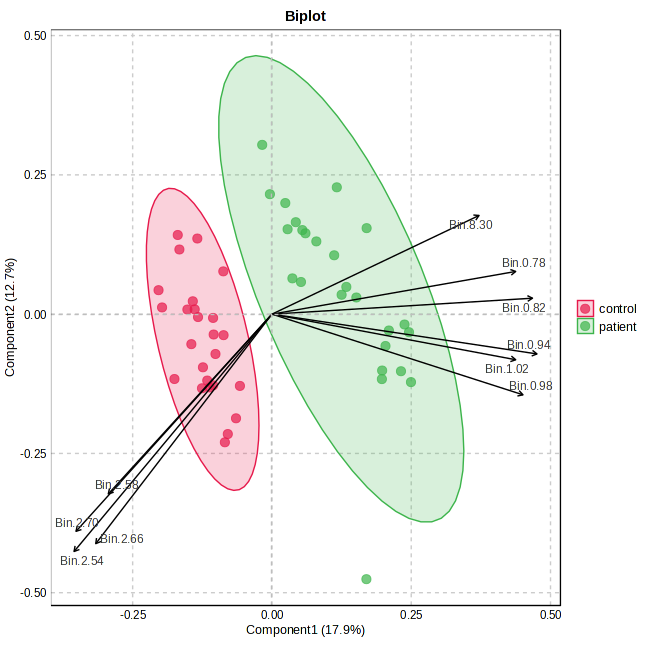 Biplot
0.50
0.25
0.00
-0.25
-0.50
Component2 (12.7%)
Bin.8.30
Bin.0.78
Bin.0.82
Bin.0.94
Bin.1.02
Bin.0.98
Bin.2.58
Bin.2.70
Bin.2.66
Bin.2.54
control
patient
-0.25 0.00 0.25 0.50
Component1 (17.9%)